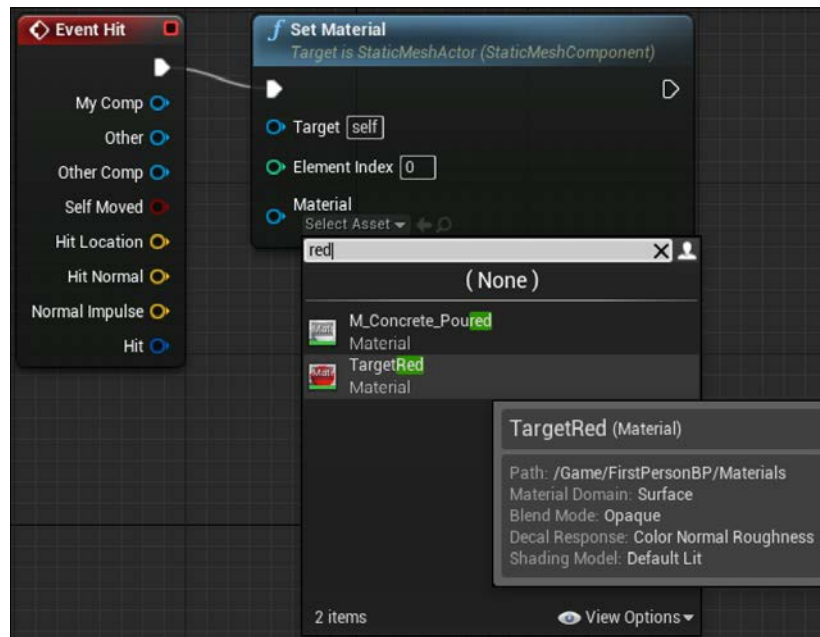 Event Hit
My Comp
Other
Other Comp
Self Moved
Hit Location
Hit Normal
Normal Impulse
Hit
Set Material
Target is StaticMeshActor (StaticMeshComponent)
Target self
Element Index 0
Material
Select Asset
red
( None )
M_Concrete_Poured
Material
TargetRed
Material
TargetRed (Material)
Path: /Game/FirstPersonBP/Materials
Material Domain: Surface
Blend Mode: Opaque
Decal Response: Color Normal Roughness
Shading Model: Default Lit
2 items
View Options